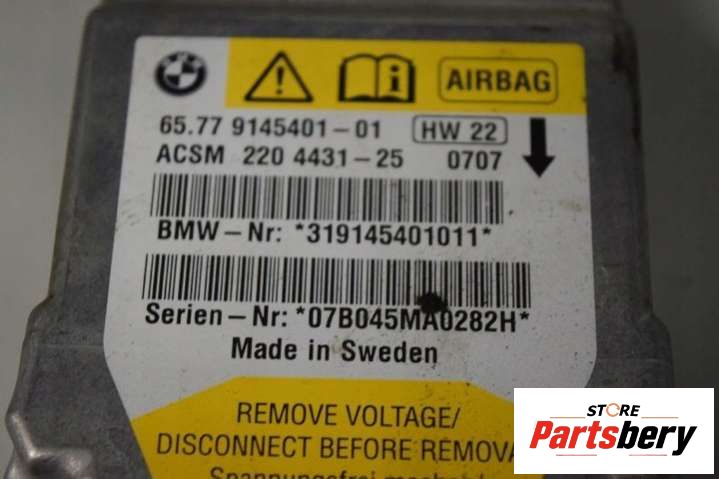 AIRBAG
65.77 9145401-01 HW 22
ACSM 220 4431-25 0707
BMW-Nr: *319145401011*
Serien-Nr: *07B045MA0282H*
Made in Sweden
REMOVE VOLTAGE/
DISCONNECT BEFORE REMOVA
STORE
Partsbery